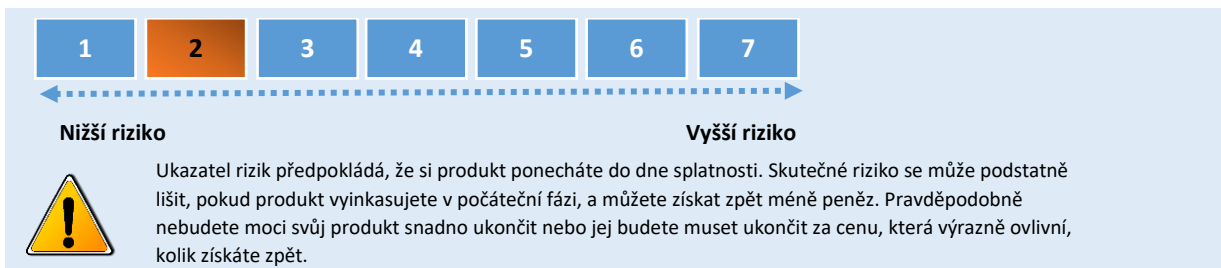 1 2 3 4 5 6 7
Nižší riziko Vyšší riziko
Ukazatel rizik předpokládá, že si produkt ponecháte do dne splatnosti. Skutečné riziko se může podstatně
lišit, pokud produkt vyinkasujete v počáteční fázi, a můžete získat zpět méně peněz. Pravděpodobně
nebudete moci svůj produkt snadno ukončit nebo jej budete muset ukončit za cenu, která výrazně ovlivní,
kolik získáte zpět.